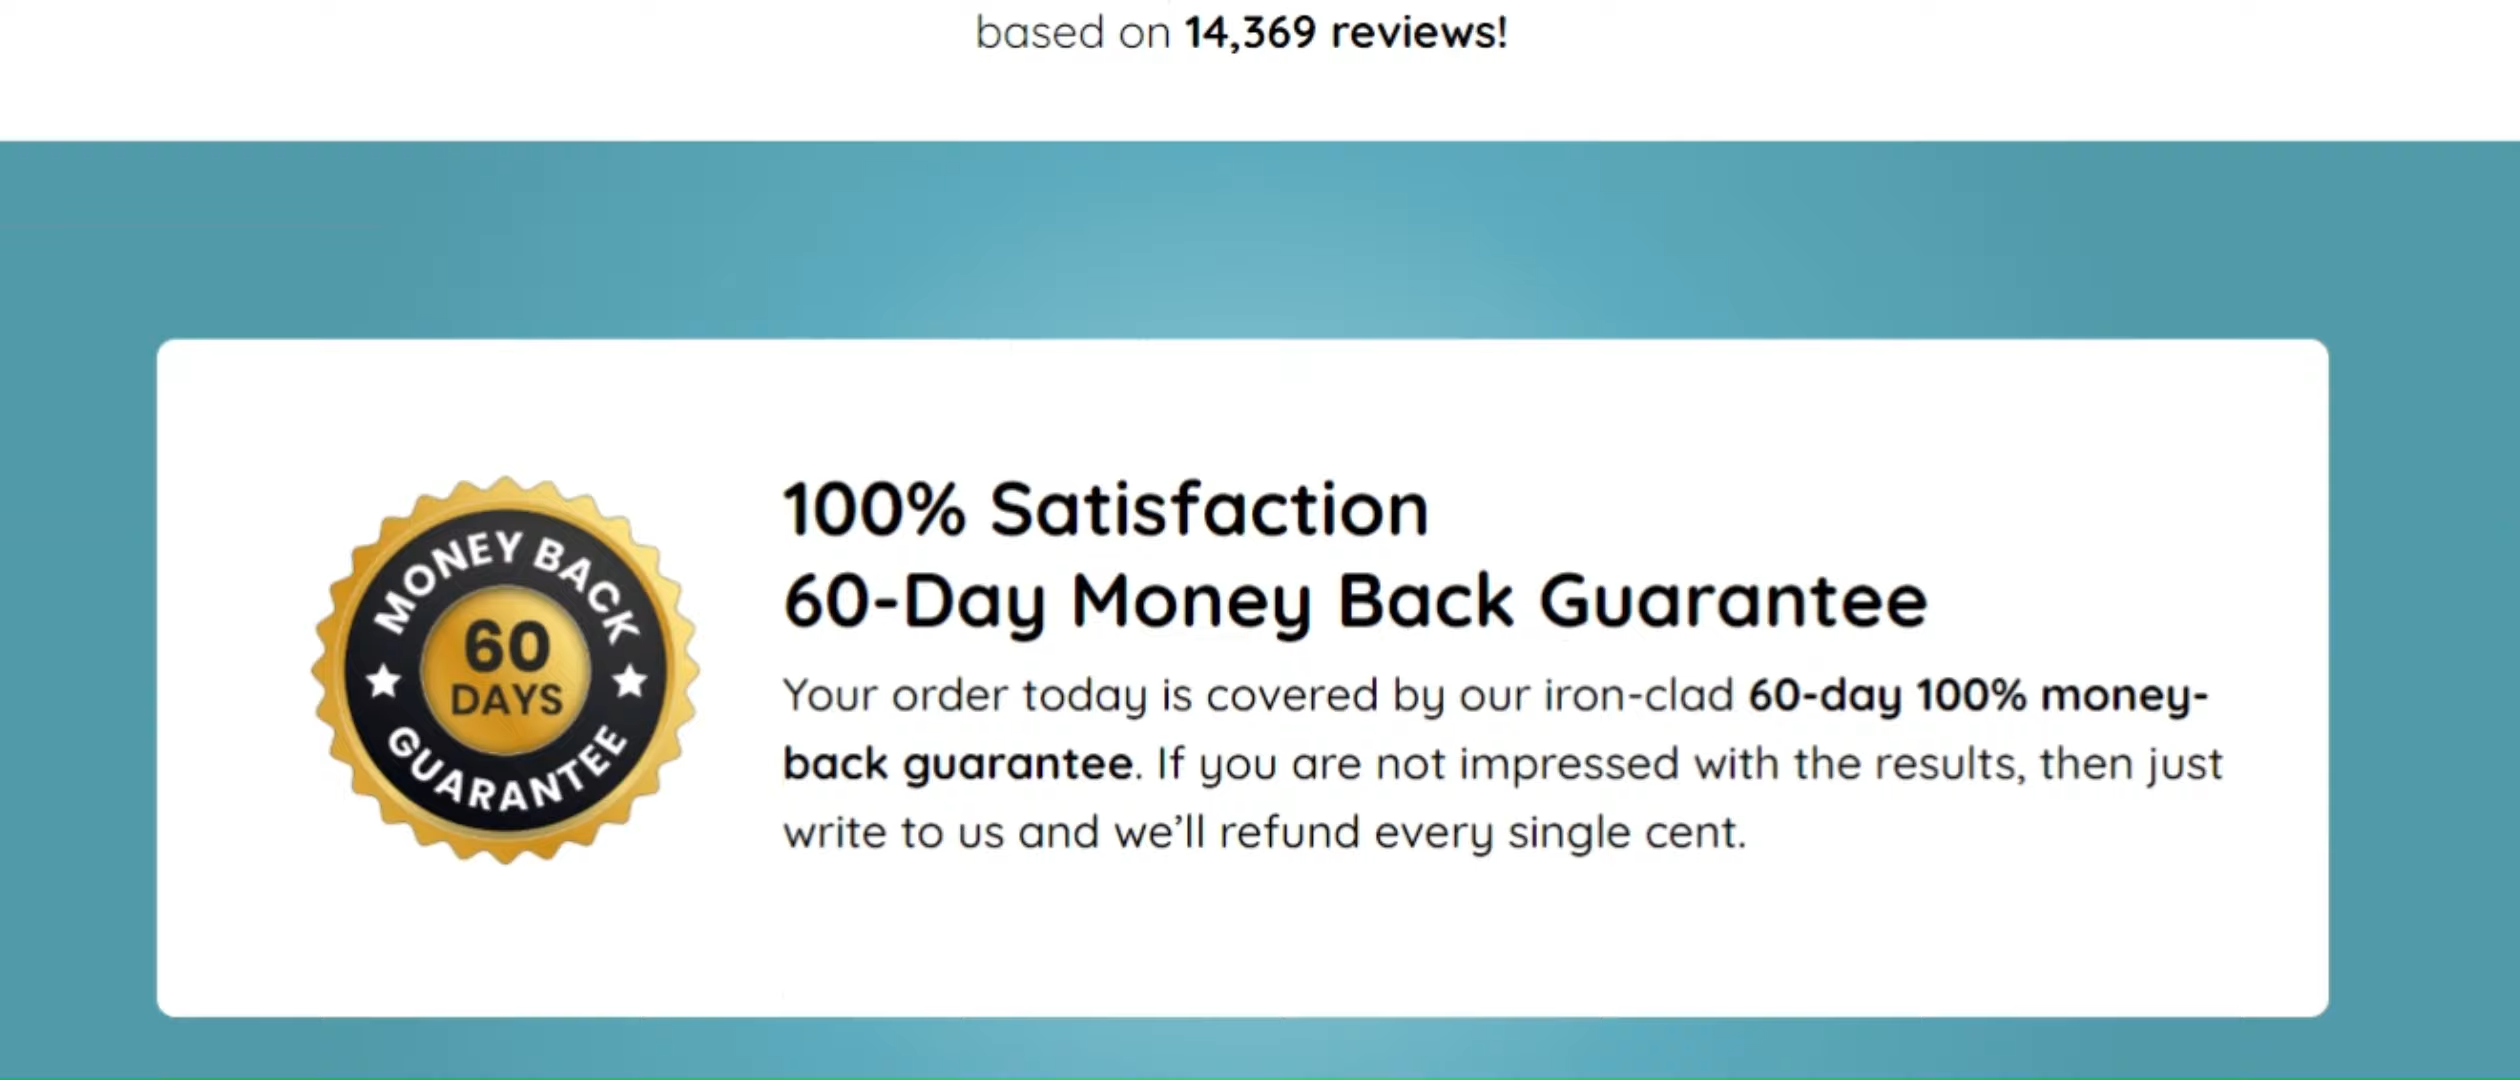 based on 14,369 reviews!
MONEY BACK
60
DAYS
GUARANTEE
100% Satisfaction
60-Day Money Back Guarantee
Your order today is covered by our iron-clad 60-day 100% money-
back guarantee. If you are not impressed with the results, then just
write to us and we’ll refund every single cent.